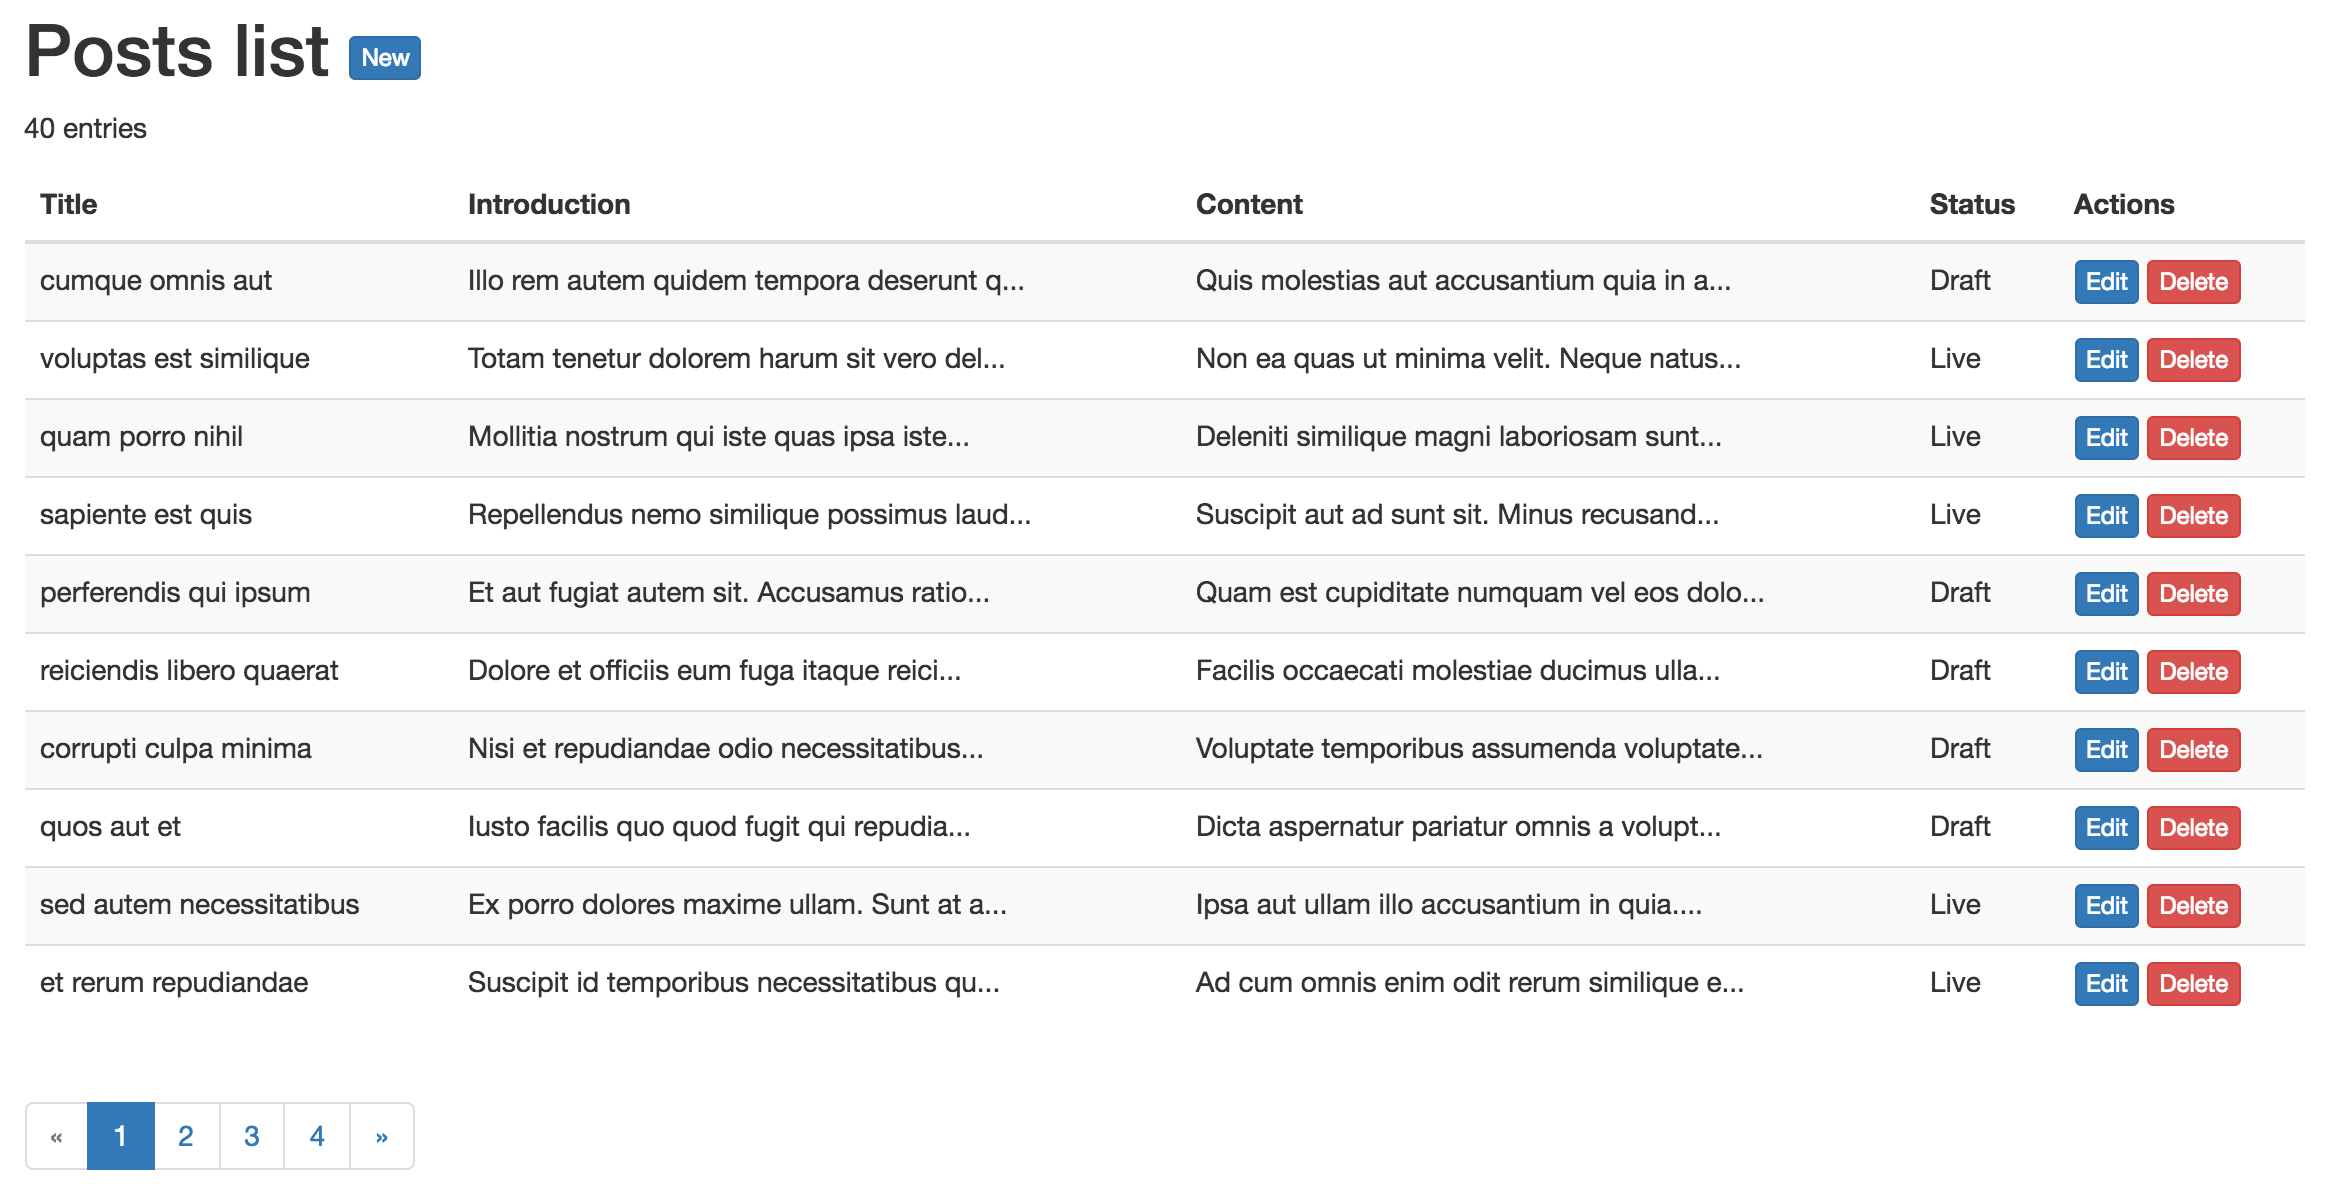 Posts list New
40 entries
Title Introduction Content Status Actions
cumque omnis aut Illo rem autem quidem tempora deserunt q... Quis molestias aut accusantium quia in a... Draft Edit Delete
voluptas est similique Totam tenetur dolorem harum sit vero del... Non ea quas ut minima velit. Neque natus... Live Edit Delete
quam porro nihil Mollitia nostrum qui iste quas ipsa iste... Deleniti similique magni laboriosam sunt... Live Edit Delete
sapiente est quis Repellendus nemo similique possimus laud... Suscipit aut ad sunt sit. Minus recusand... Live Edit Delete
perferendis qui ipsum Et aut fugiat autem sit. Accusamus ratio... Quam est cupiditate numquam vel eos dolo... Draft Edit Delete
reiciendis libero quaerat Dolore et officiis eum fuga itaque reici... Facilis occaecati molestiae ducimus ulla... Draft Edit Delete
corrupti culpa minima Nisi et repudiandae odio necessitatibus... Voluptate temporibus assumenda voluptate... Draft Edit Delete
quos aut et Iusto facilis quo quod fugit qui repudia... Dicta aspernatur pariatur omnis a volupt... Draft Edit Delete
sed autem necessitatibus Ex porro dolores maxime ullam. Sunt at a... Ipsa aut ullam illo accusantium in quia.... Live Edit Delete
et rerum repudiandae Suscipit id temporibus necessitatibus qu... Ad cum omnis enim odit rerum similique e... Live Edit Delete
« 1 2 3 4 »